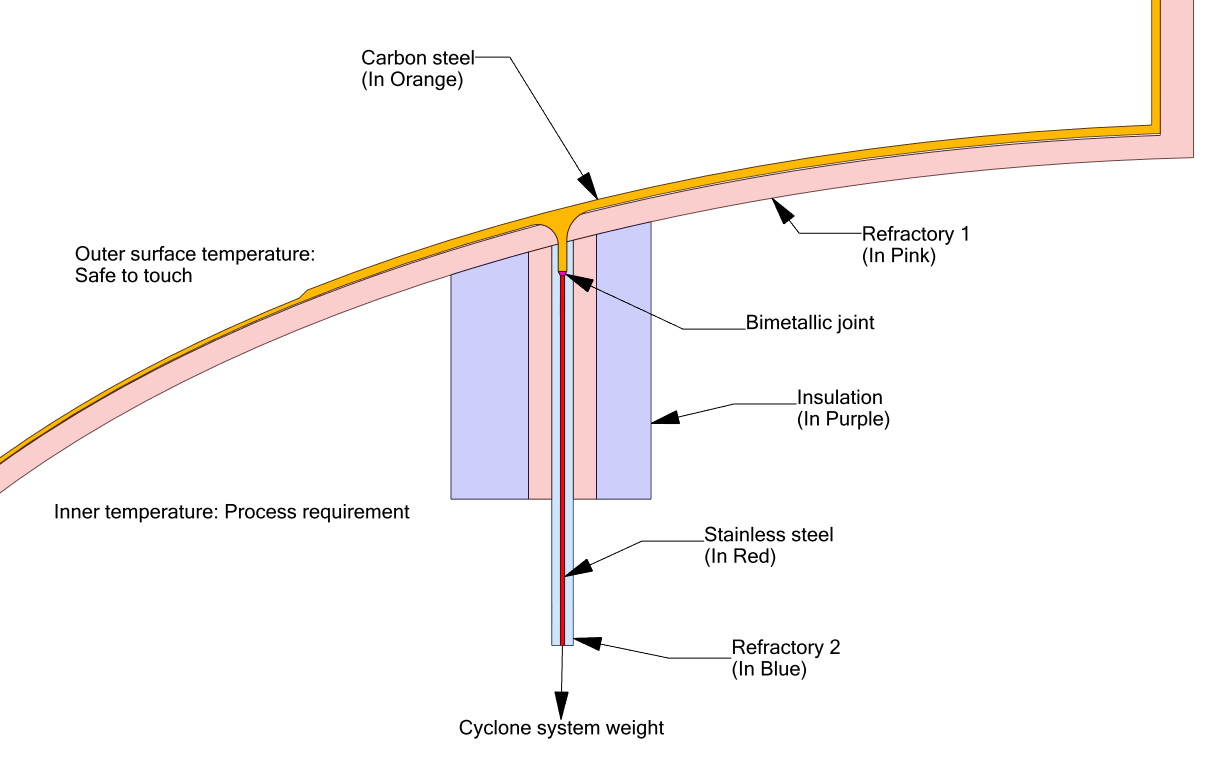 Carbon steel
(In Orange)
Outer surface temperature:
Safe to touch
Refractory 1
(In Pink)
Bimetallic joint
Insulation
(In Purple)
Inner temperature: Process requirement
Stainless steel
(In Red)
Refractory 2
(In Blue)
Cyclone system weight